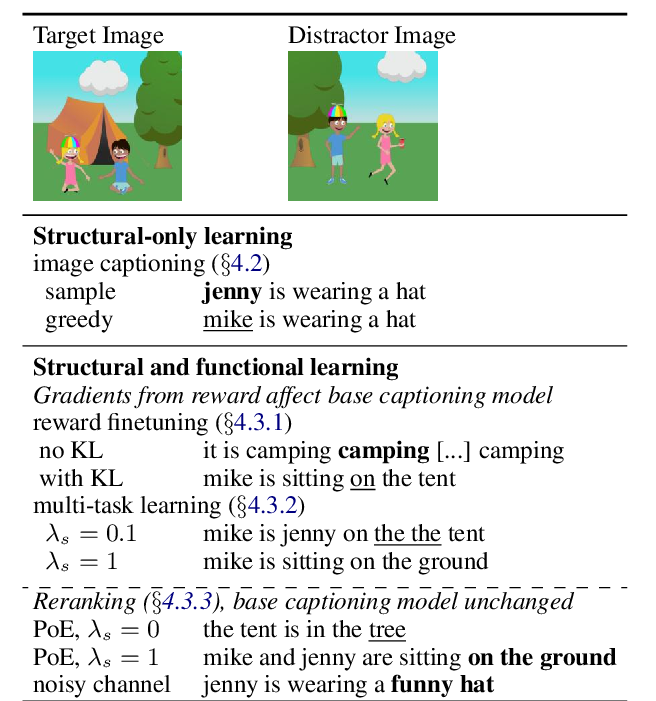 Target Image Distractor Image
Structural-only learning
image captioning (§4.2)
sample jenny is wearing a hat
greedy mike is wearing a hat
Structural and functional learning
Gradients from reward affect base captioning model
reward finetuning (§4.3.1)
no KL it is camping camping [...] camping
with KL mike is sitting on the tent
multi-task learning (§4.3.2)
λs = 0.1 mike is jenny on the the tent
λs = 1 mike is sitting on the ground
Reranking (§4.3.3), base captioning model unchanged
PoE, λs = 0 the tent is in the tree
PoE, λs = 1 mike and jenny are sitting on the ground
noisy channel jenny is wearing a funny hat